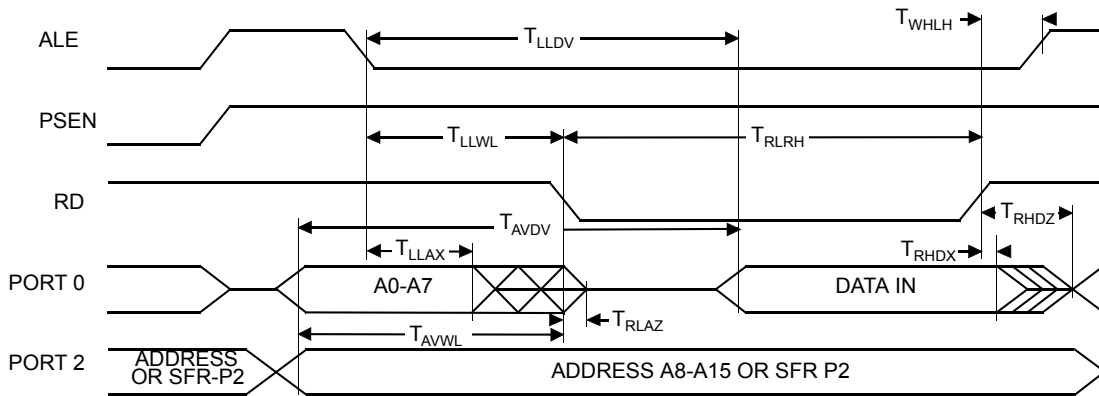 T_WHLH
ALE
T_LLDV
PSEN
T_LLWL
T_RLRH
RD
T_AVDV
T_RHDZ
T_LLAX
T_RHDX
PORT 0
A0-A7
DATA IN
T_RLAZ
T_AVWL
PORT 2
ADDRESS
OR SFR-P2
ADDRESS A8-A15 OR SFR P2